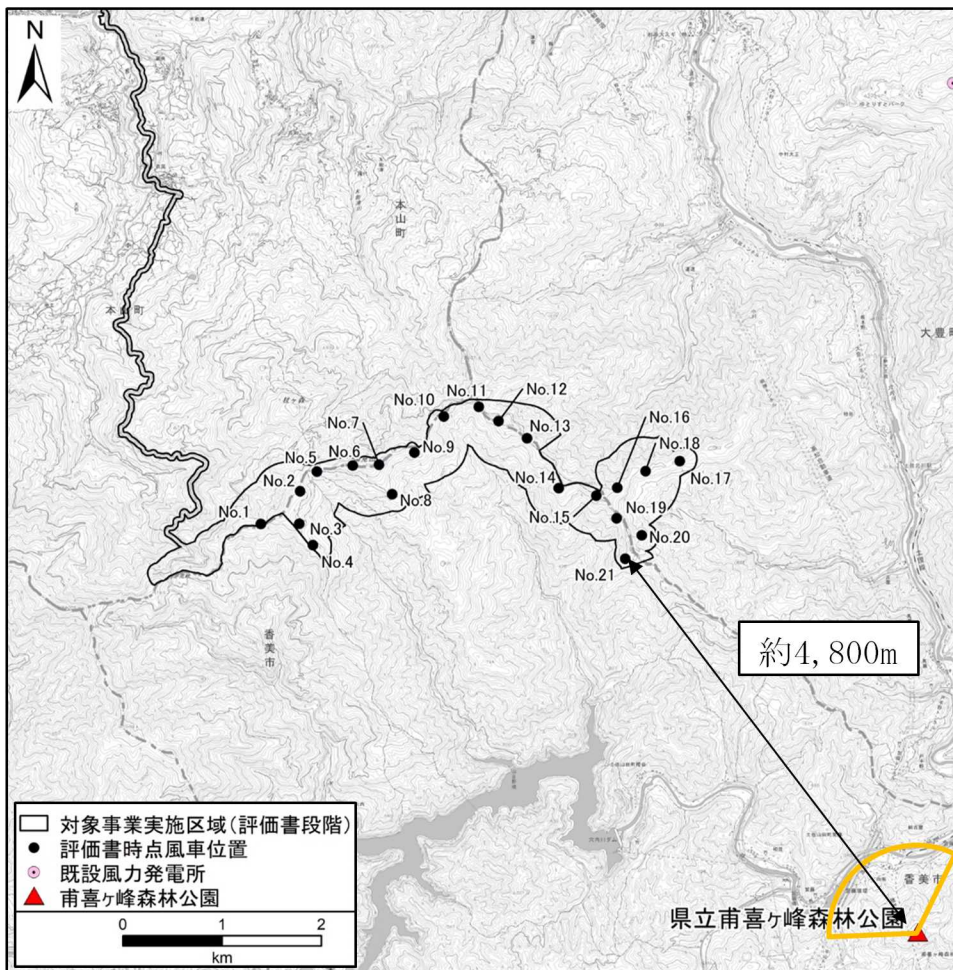 N
本山町
本山町
大豊町
No.11
No.12
No.10
No.7
No.13
No.16
No.9
No.18
No.6
No.5
No.17
No.14
No.2
No.8
No.15
No.19
No.1
No.3
No.20
No.4
No.21
香美市
約4,800m
香美市
県立甫喜ヶ峰森林公園
対象事業実施区域(評価書段階)
評価書時点風車位置
既設風力発電所
甫喜ヶ峰森林公園
0 1 2
km